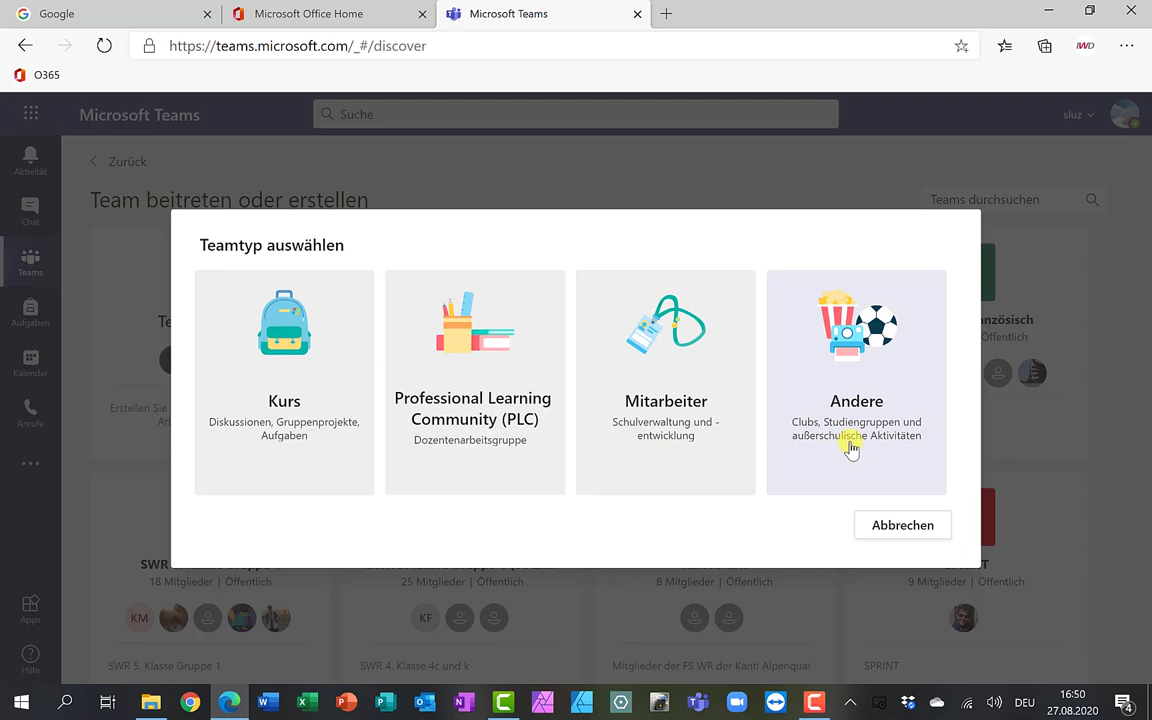 Google
Microsoft Office Home
Microsoft Teams
https://teams.microsoft.com/_#/discover
O365
Microsoft Teams
Suche
sluz
Aktivität
Chat
Teams
Aufgaben
Kalender
Anrufe
Apps
Hilfe
Zurück
Team beitreten oder erstellen
Teams durchsuchen
Teamtyp auswählen
Kurs
Diskussionen, Gruppenprojekte,
Aufgaben
Professional Learning
Community (PLC)
Dozentenarbeitsgruppe
Mitarbeiter
Schulverwaltung und -
entwicklung
Andere
Clubs, Studiengruppen und
außerschulische Aktivitäten
Abbrechen
Te
Erstellen Sie
Öffentlich
18 Mitglieder | Öffentlich
25 Mitglieder | Öffentlich
8 Mitglieder | Öffentlich
9 Mitglieder | Öffentlich
KM
KF
SWR 5. Klasse Gruppe 1
SWR 4. Klasse 4c und k
Mitglieder der FS WR der Kanti Alpenquai
SPRINT
DEU
16:50
27.08.2020
4